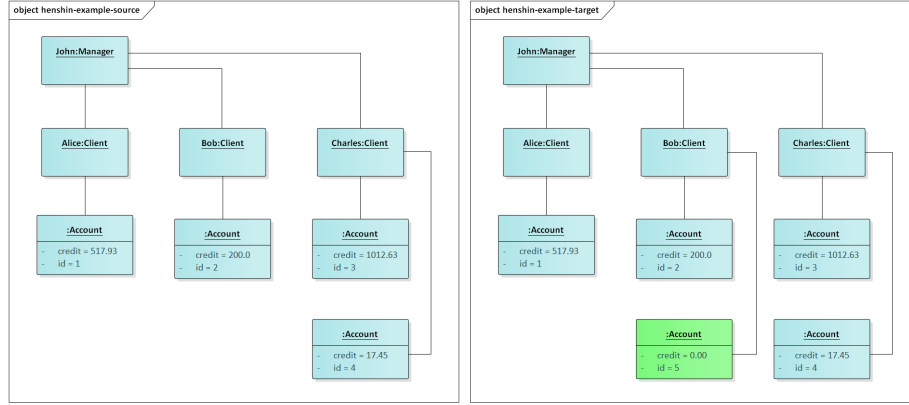 object henshin-example-source
John:Manager
Alice:Client
Bob:Client
Charles:Client
:Account
- credit = 517.93
- id = 1
:Account
- credit = 200.0
- id = 2
:Account
- credit = 1012.63
- id = 3
:Account
- credit = 17.45
- id = 4
object henshin-example-target
John:Manager
Alice:Client
Bob:Client
Charles:Client
:Account
- credit = 517.93
- id = 1
:Account
- credit = 200.0
- id = 2
:Account
- credit = 1012.63
- id = 3
:Account
- credit = 0.00
- id = 5
:Account
- credit = 17.45
- id = 4